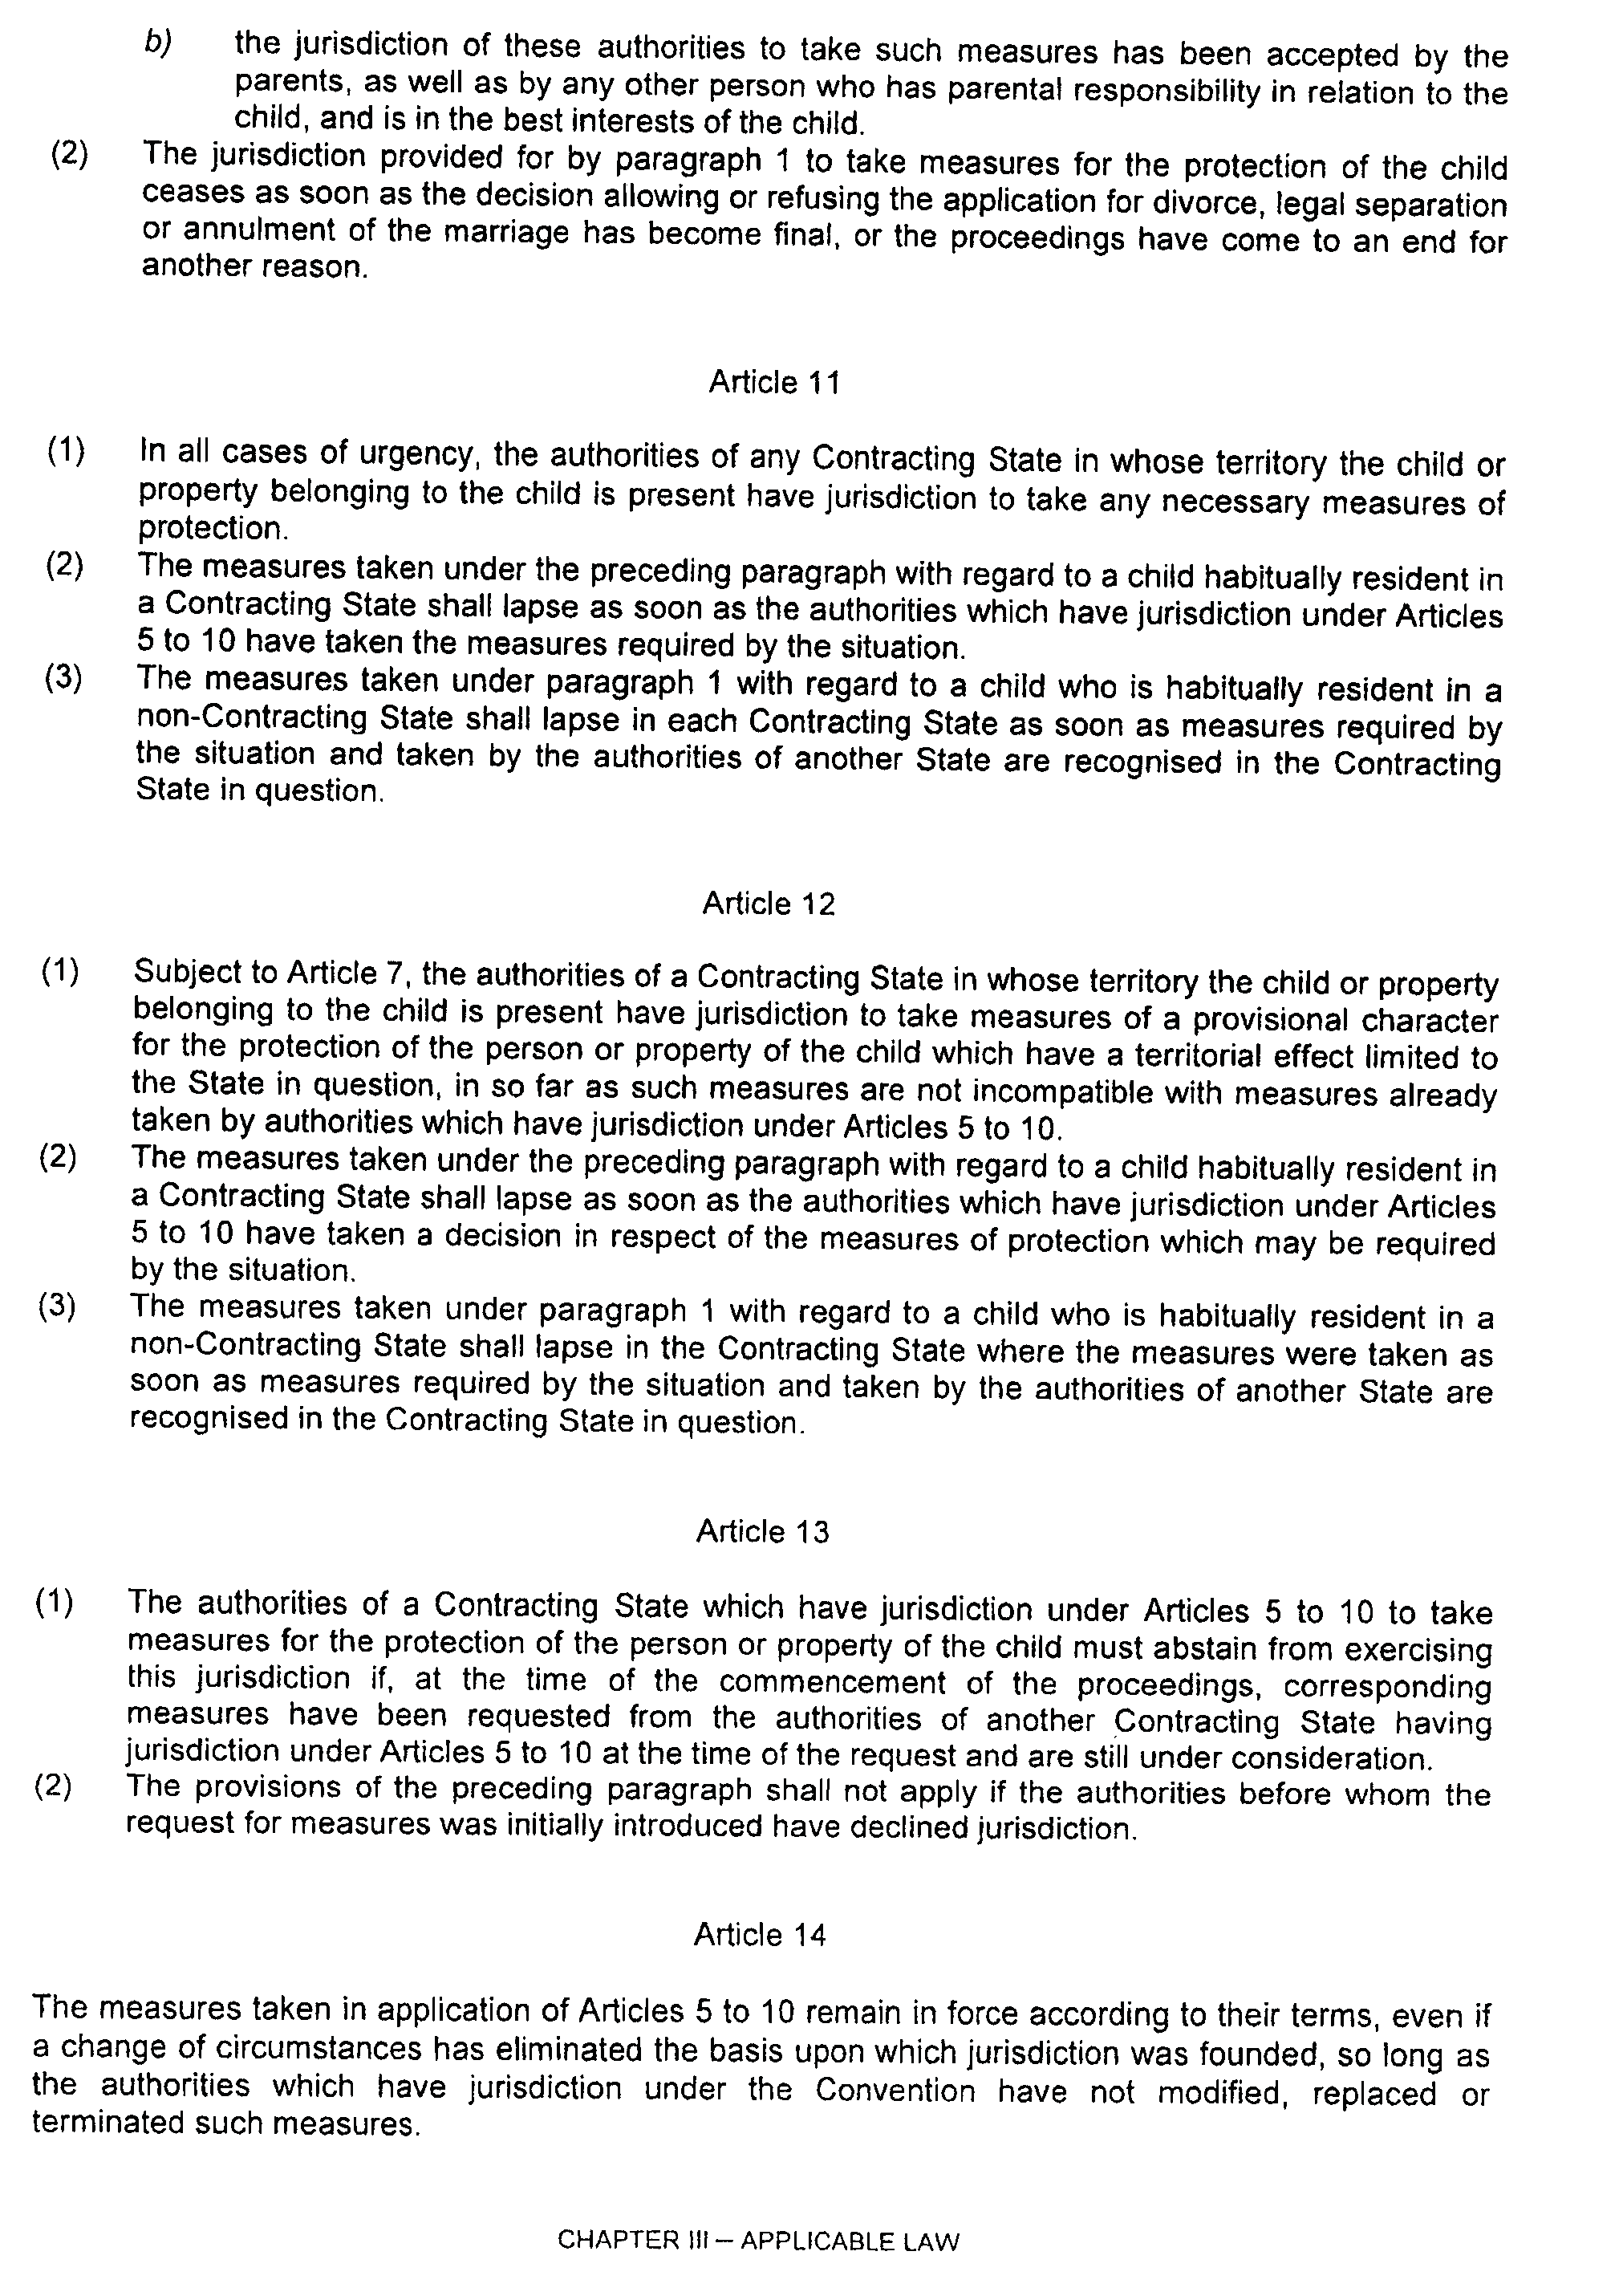 b) the jurisdiction of these authorities to take such measures has been accepted by the
parents, as well as by any other person who has parental responsibility in relation to the
child, and is in the best interests of the child.
(2) The jurisdiction provided for by paragraph 1 to take measures for the protection of the child
ceases as soon as the decision allowing or refusing the application for divorce, legal separation
or annulment of the marriage has become final, or the proceedings have come to an end for
another reason.
Article 11
(1) In all cases of urgency, the authorities of any Contracting State in whose territory the child or
property belonging to the child is present have jurisdiction to take any necessary measures of
protection.
(2) The measures taken under the preceding paragraph with regard to a child habitually resident in
a Contracting State shall lapse as soon as the authorities which have jurisdiction under Articles
5 to 10 have taken the measures required by the situation.
(3) The measures taken under paragraph 1 with regard to a child who is habitually resident in a
non-Contracting State shall lapse in each Contracting State as soon as measures required by
the situation and taken by the authorities of another State are recognised in the Contracting
State in question.
Article 12
(1) Subject to Article 7, the authorities of a Contracting State in whose territory the child or property
belonging to the child is present have jurisdiction to take measures of a provisional character
for the protection of the person or property of the child which have a territorial effect limited to
the State in question, in so far as such measures are not incompatible with measures already
taken by authorities which have jurisdiction under Articles 5 to 10.
(2) The measures taken under the preceding paragraph with regard to a child habitually resident in
a Contracting State shall lapse as soon as the authorities which have jurisdiction under Articles
5 to 10 have taken a decision in respect of the measures of protection which may be required
by the situation.
(3) The measures taken under paragraph 1 with regard to a child who is habitually resident in a
non-Contracting State shall lapse in the Contracting State where the measures were taken as
soon as measures required by the situation and taken by the authorities of another State are
recognised in the Contracting State in question.
Article 13
(1) The authorities of a Contracting State which have jurisdiction under Articles 5 to 10 to take
measures for the protection of the person or property of the child must abstain from exercising
this jurisdiction if, at the time of the commencement of the proceedings, corresponding
measures have been requested from the authorities of another Contracting State having
jurisdiction under Articles 5 to 10 at the time of the request and are still under consideration.
(2) The provisions of the preceding paragraph shall not apply if the authorities before whom the
request for measures was initially introduced have declined jurisdiction.
Article 14
The measures taken in application of Articles 5 to 10 remain in force according to their terms, even if
a change of circumstances has eliminated the basis upon which jurisdiction was founded, so long as
the authorities which have jurisdiction under the Convention have not modified, replaced or
terminated such measures.
CHAPTER III – APPLICABLE LAW